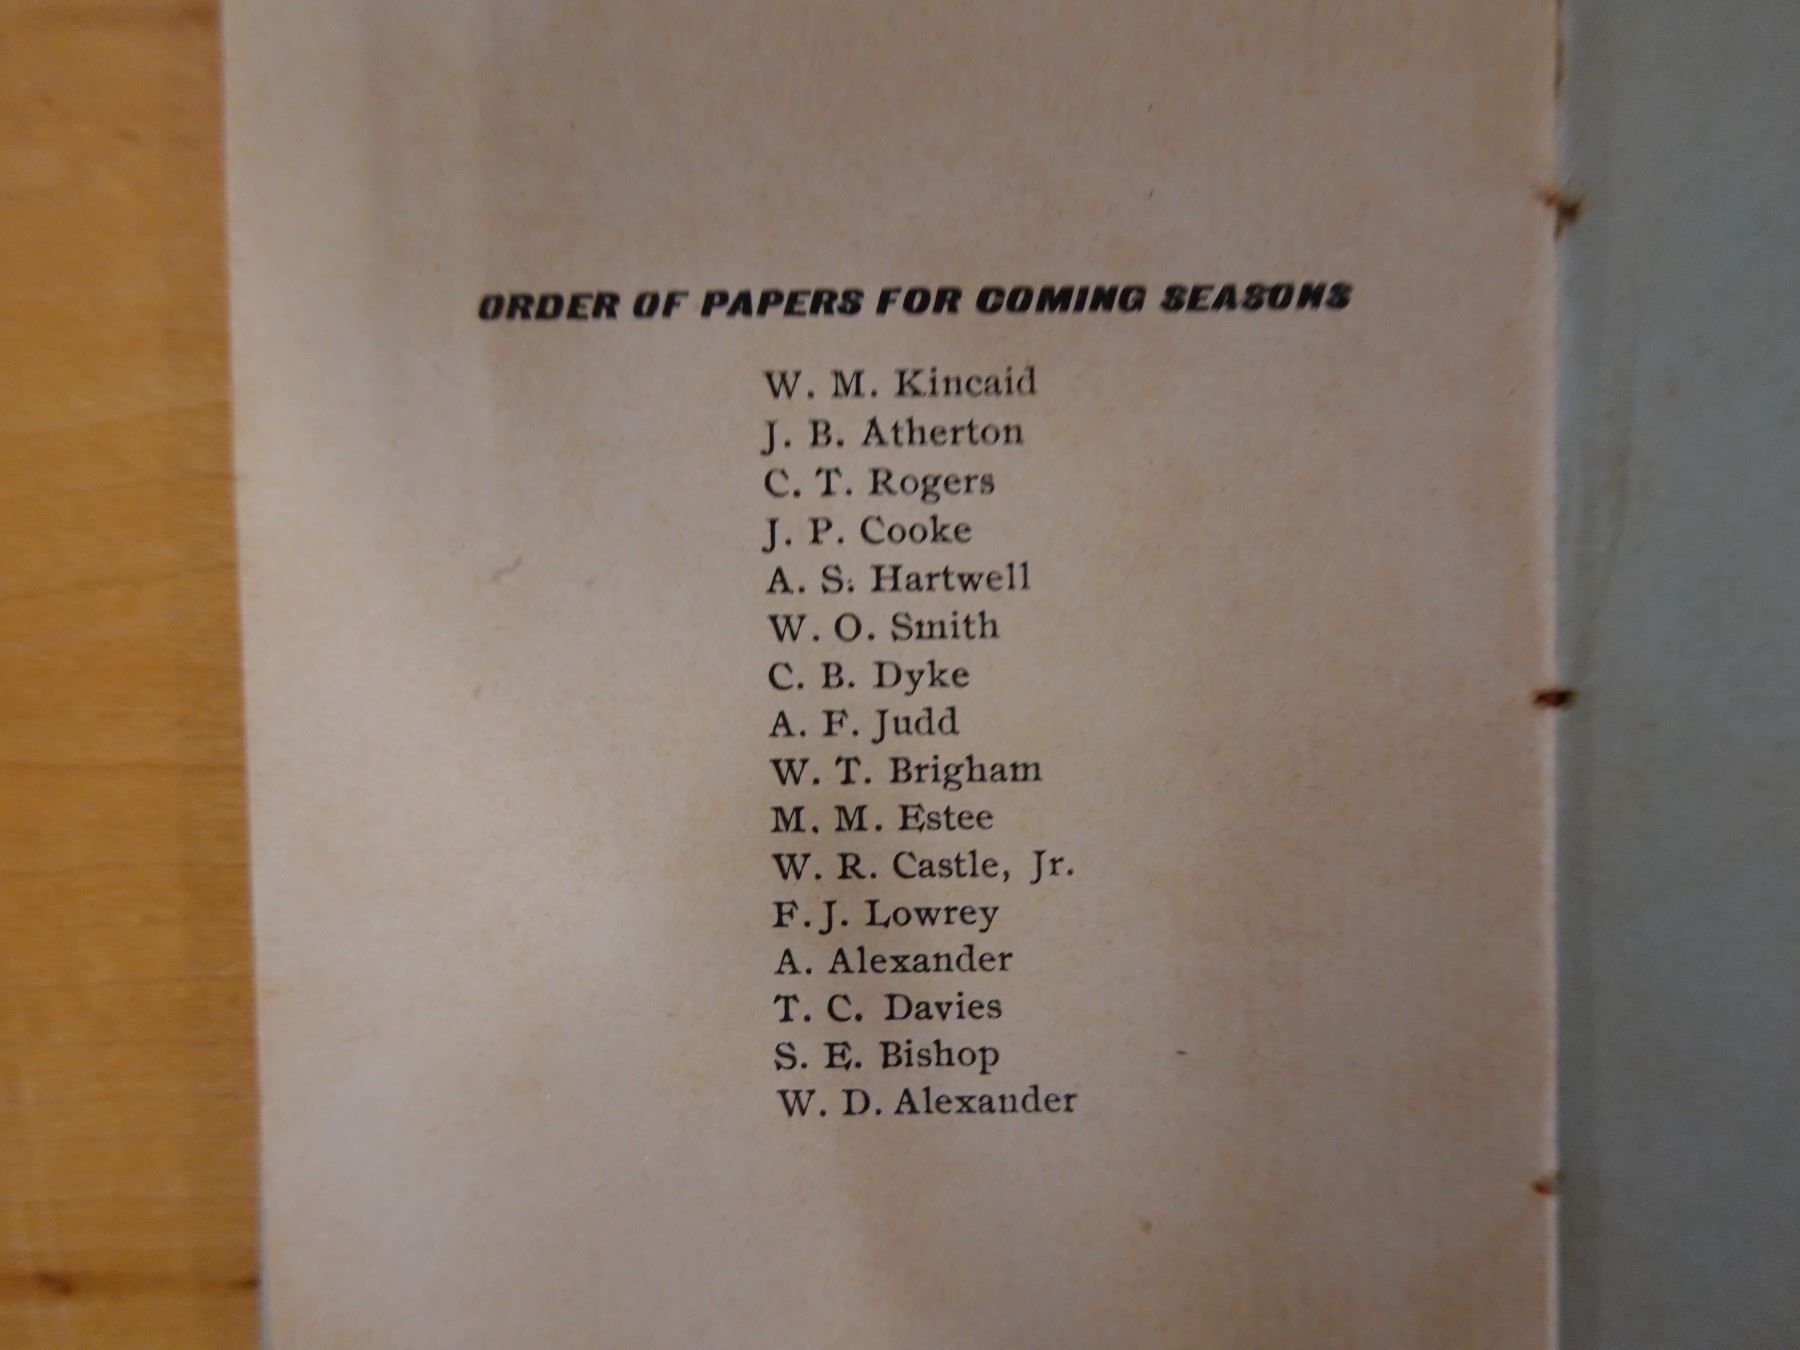 ORDER OF PAPERS FOR COMING SEASONS
W. M. Kincaid
J. B. Atherton
C. T. Rogers
J. P. Cooke
A. S. Hartwell
W. O. Smith
C. B. Dyke
A. F. Judd
W. T. Brigham
M. M. Estee
W. R. Castle, Jr.
F. J. Lowrey
A. Alexander
T. C. Davies
S. E. Bishop
W. D. Alexander